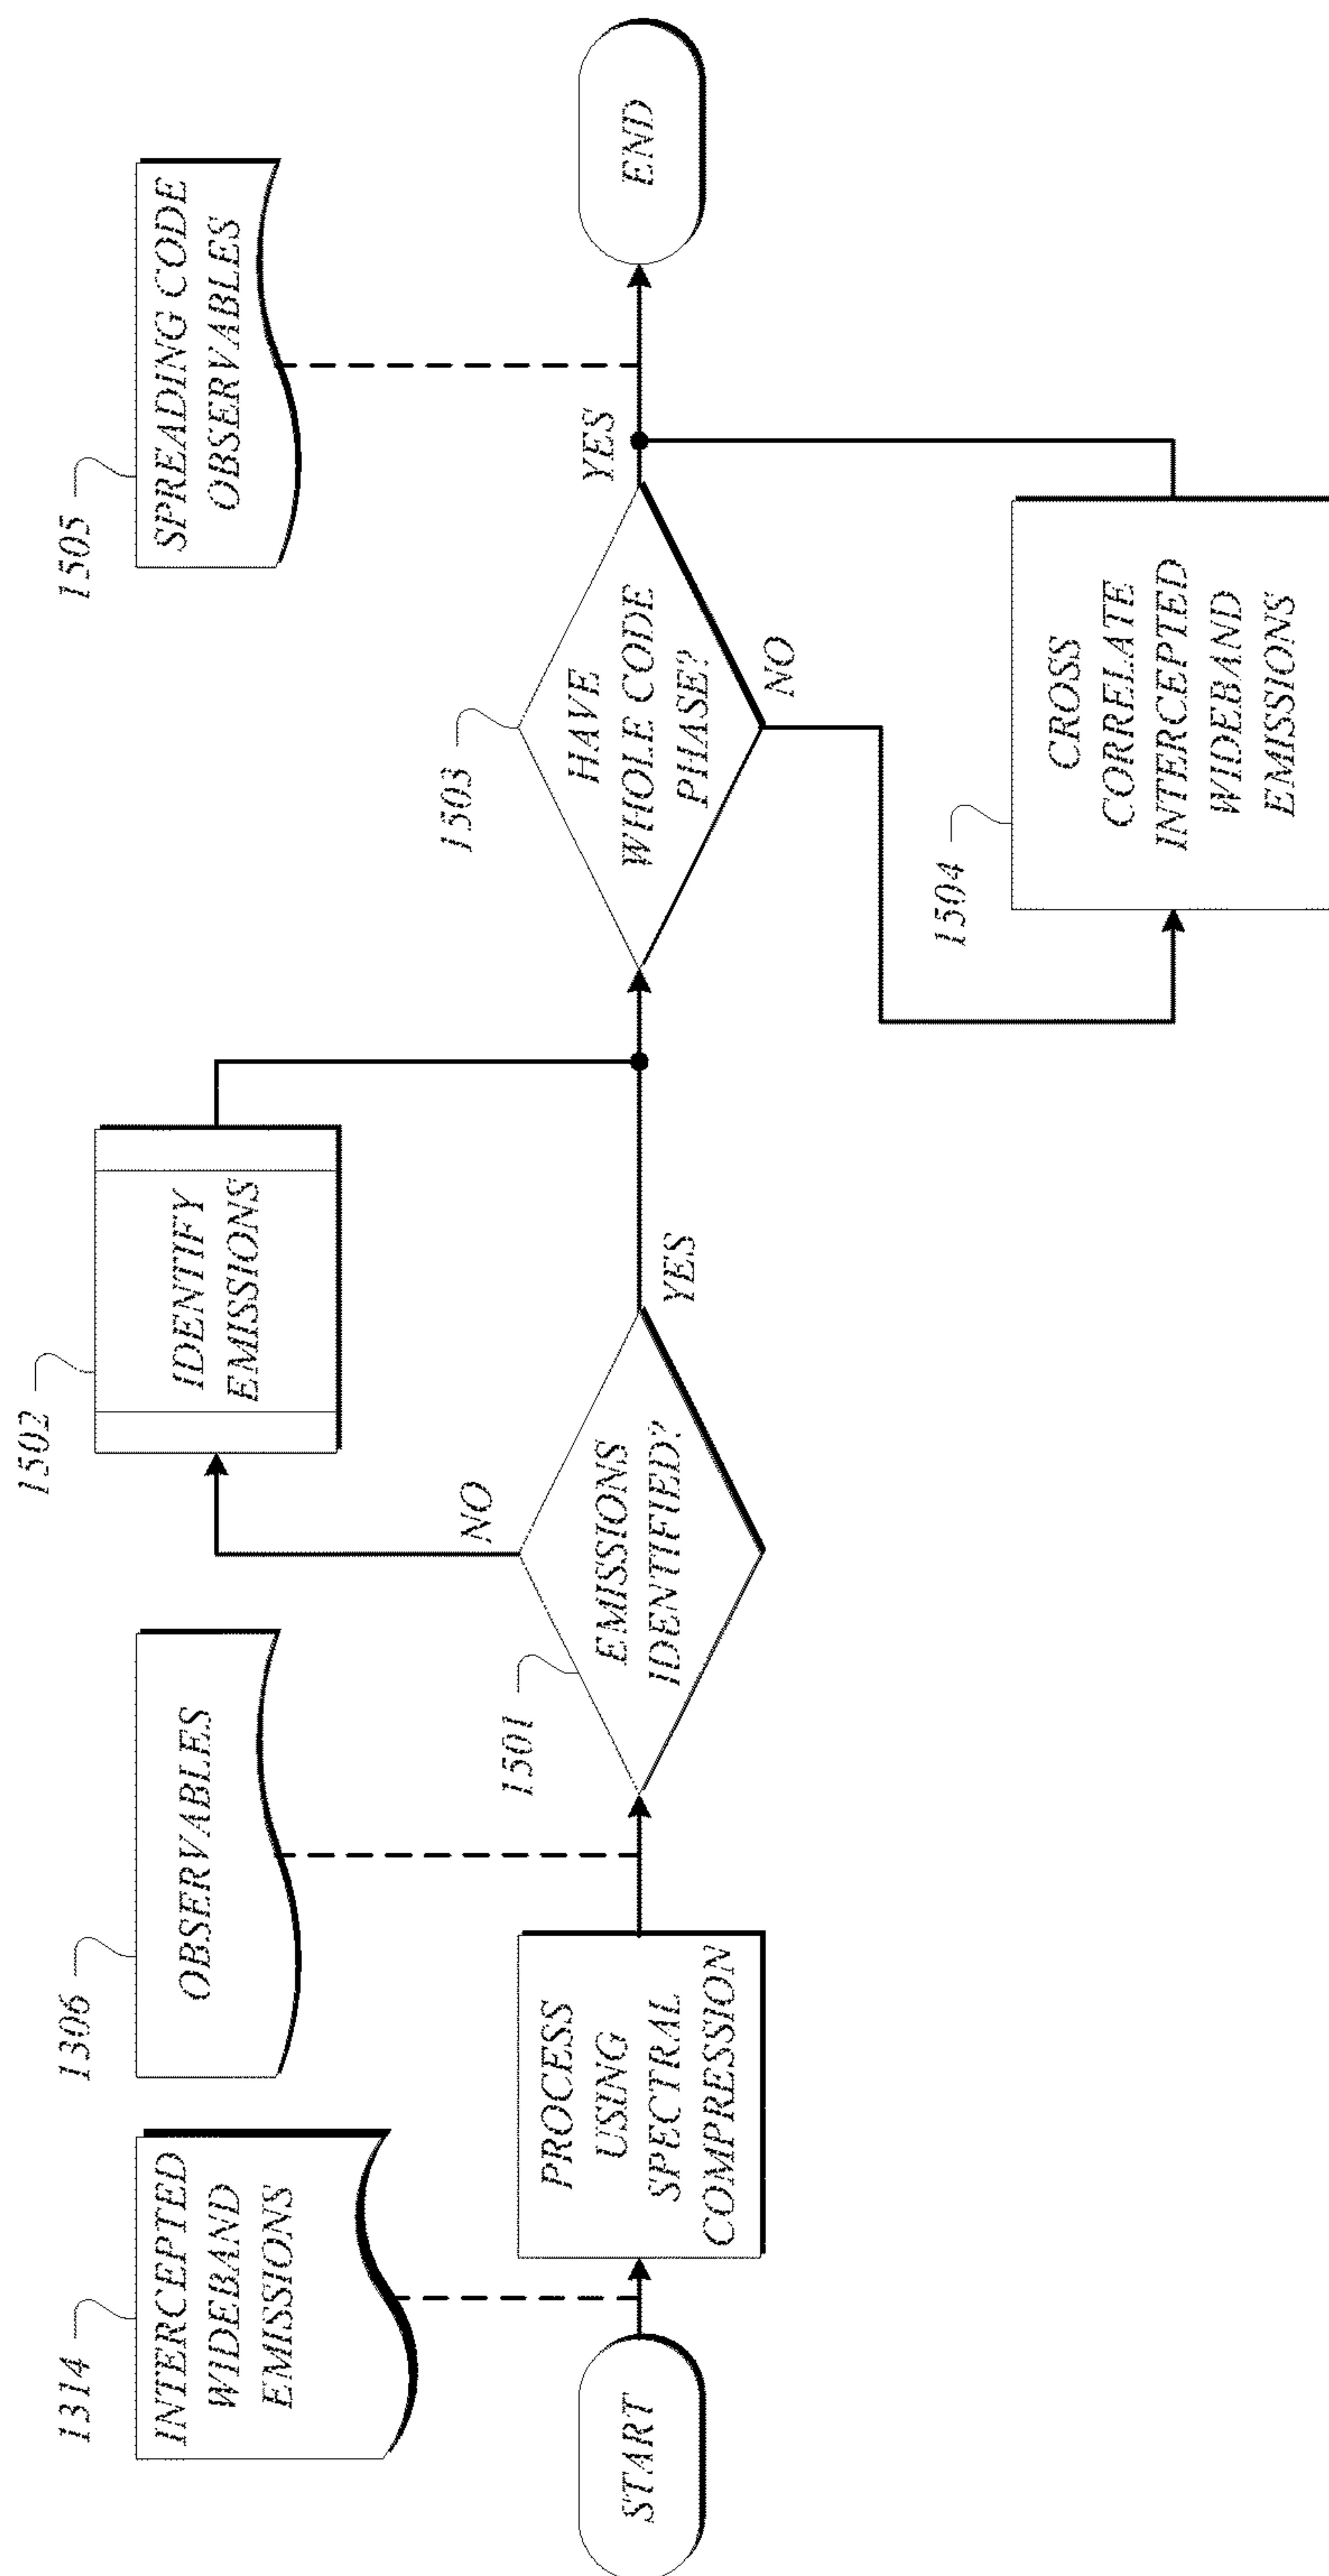 START
1314
INTERCEPTED
WIDEBAND
EMISSIONS
PROCESS
USING
SPECTRAL
COMPRESSION
1306
OBSERVABLES
1501
EMISSIONS
IDENTIFIED?
NO
YES
1502
IDENTIFY
EMISSIONS
1503
HAVE
WHOLE CODE
PHASE?
NO
YES
1504
CROSS
CORRELATE
INTERCEPTED
WIDEBAND
EMISSIONS
1505
SPREADING CODE
OBSERVABLES
END